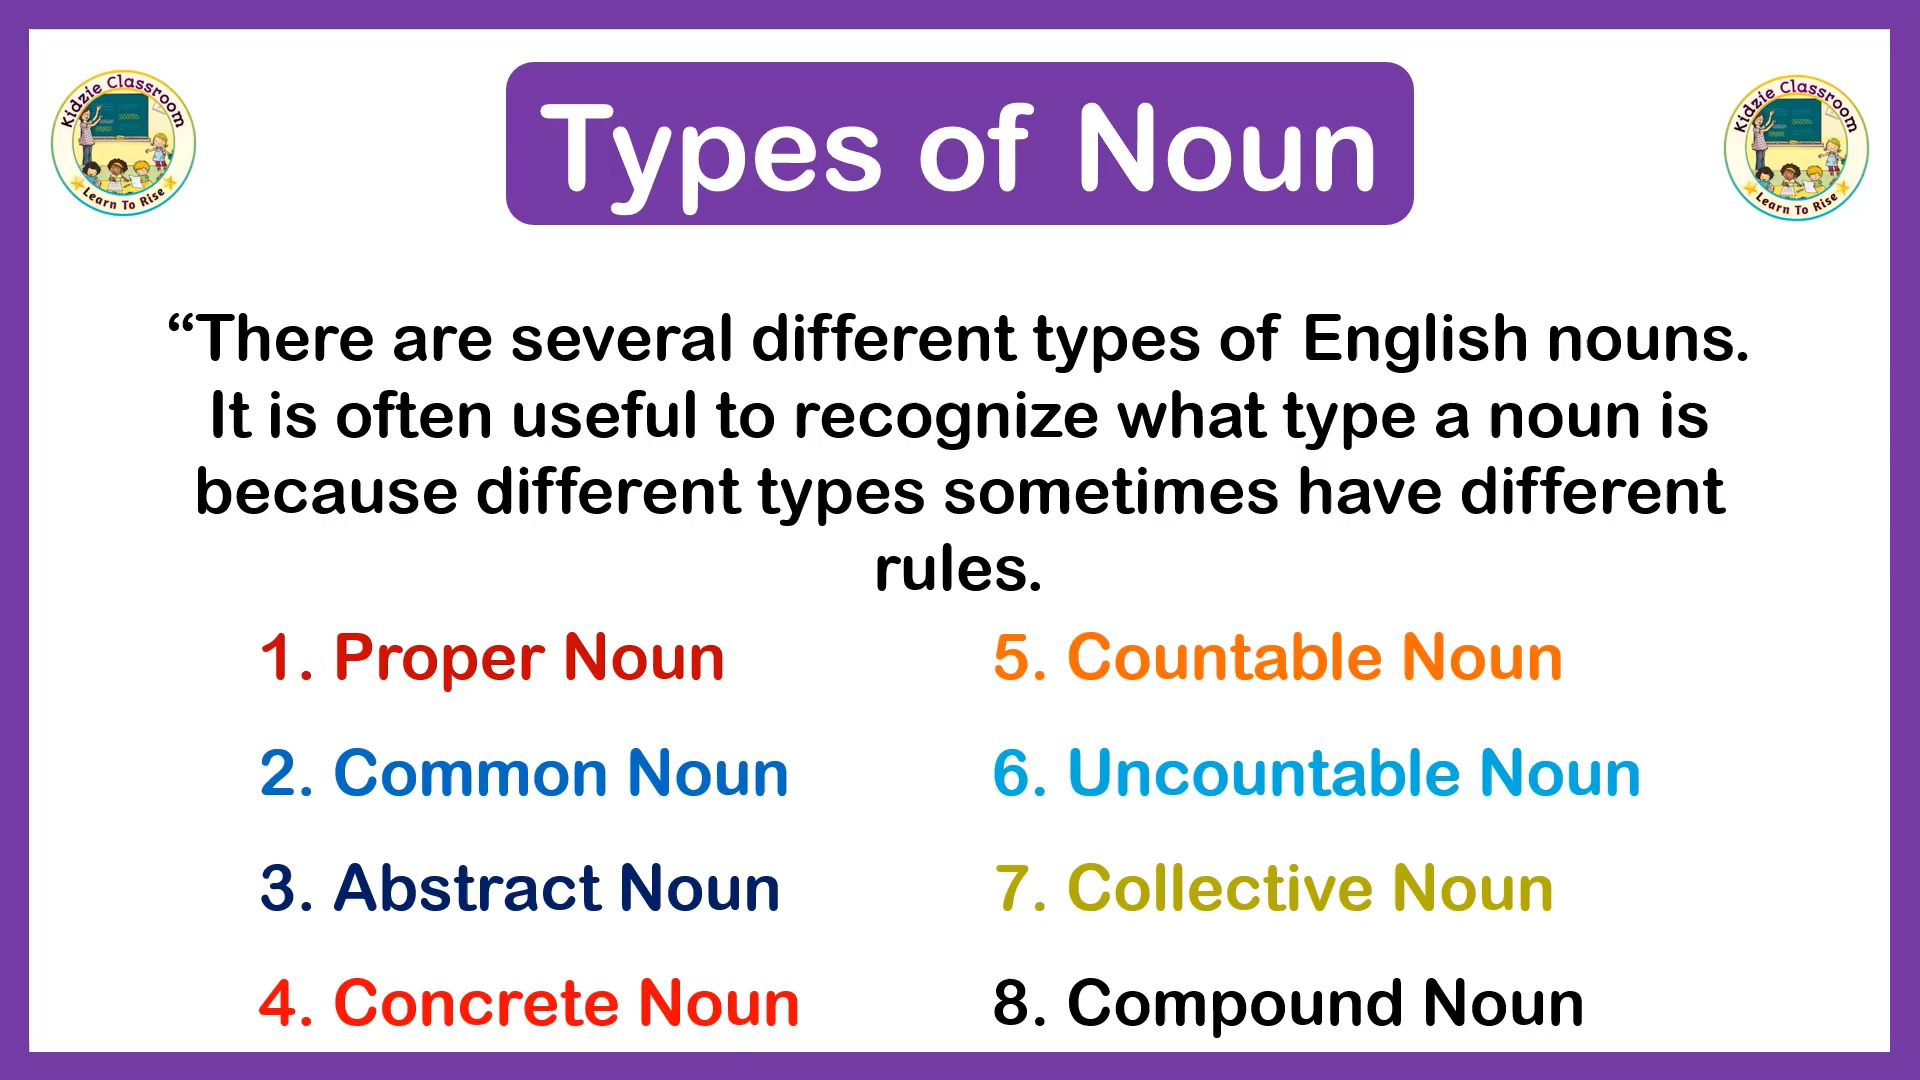 Kidzie Classroom
Learn To Rise
Types of Noun
Kidzie Classroom
Learn To Rise
“There are several different types of English nouns.
It is often useful to recognize what type a noun is
because different types sometimes have different
rules.
1. Proper Noun
2. Common Noun
3. Abstract Noun
4. Concrete Noun
5. Countable Noun
6. Uncountable Noun
7. Collective Noun
8. Compound Noun